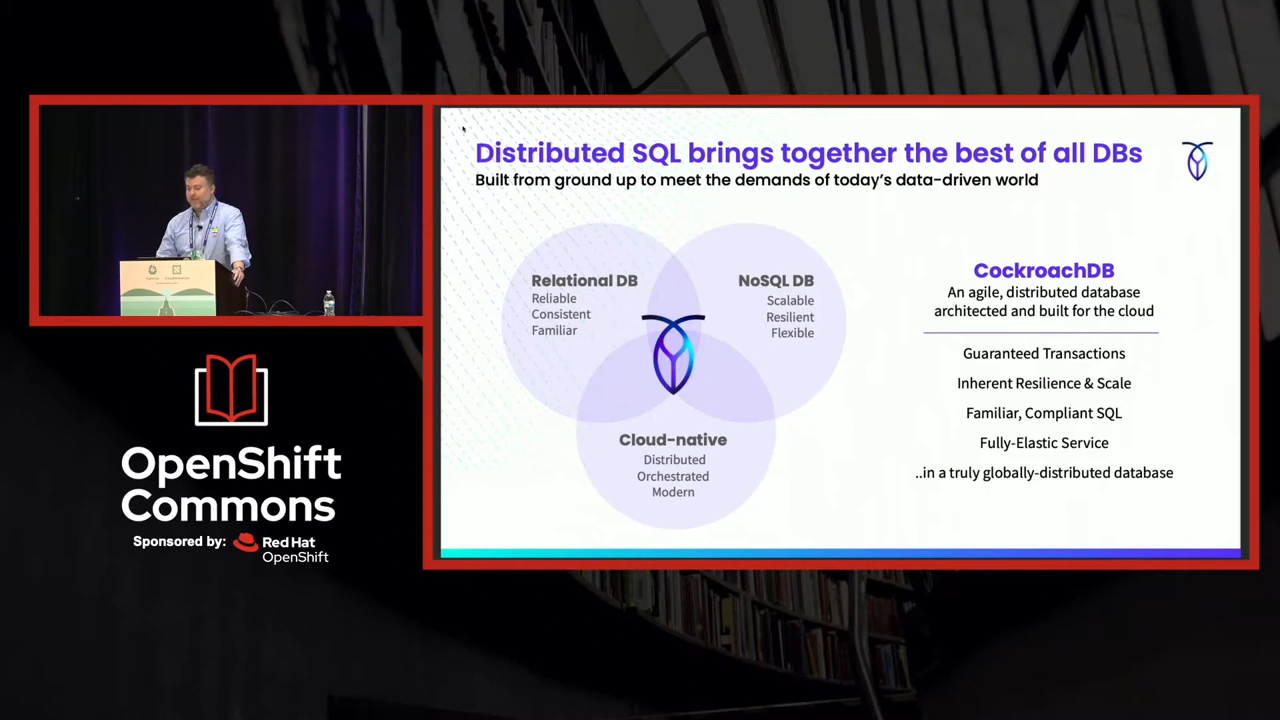 Distributed SQL brings together the best of all DBs
Built from ground up to meet the demands of today's data-driven world
Relational DB
Reliable
Consistent
Familiar
NoSQL DB
Scalable
Resilient
Flexible
Cloud-native
Distributed
Orchestrated
Modern
CockroachDB
An agile, distributed database
architected and built for the cloud
Guaranteed Transactions
Inherent Resilience & Scale
Familiar, Compliant SQL
Fully-Elastic Service
..in a truly globally-distributed database
OpenShift
Commons
Sponsored by:
Red Hat
OpenShift